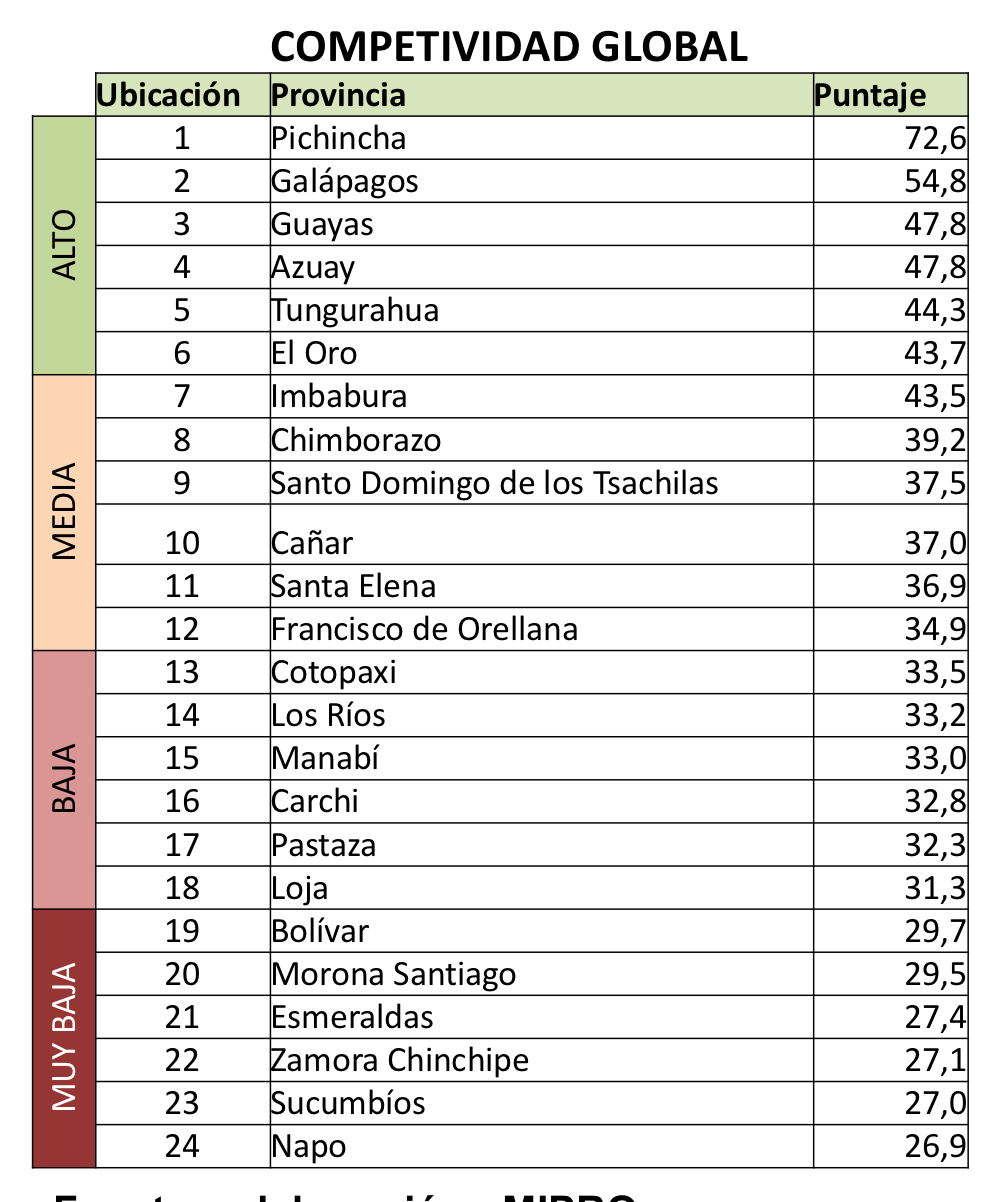 COMPETIVIDAD GLOBAL
Ubicación Provincia Puntaje
ALTO
1 Pichincha 72,6
2 Galápagos 54,8
3 Guayas 47,8
4 Azuay 47,8
5 Tungurahua 44,3
6 El Oro 43,7
MEDIA
7 Imbabura 43,5
8 Chimborazo 39,2
9 Santo Domingo de los Tsachilas 37,5
10 Cañar 37,0
11 Santa Elena 36,9
12 Francisco de Orellana 34,9
BAJA
13 Cotopaxi 33,5
14 Los Ríos 33,2
15 Manabí 33,0
16 Carchi 32,8
17 Pastaza 32,3
18 Loja 31,3
MUY BAJA
19 Bolívar 29,7
20 Morona Santiago 29,5
21 Esmeraldas 27,4
22 Zamora Chinchipe 27,1
23 Sucumbíos 27,0
24 Napo 26,9